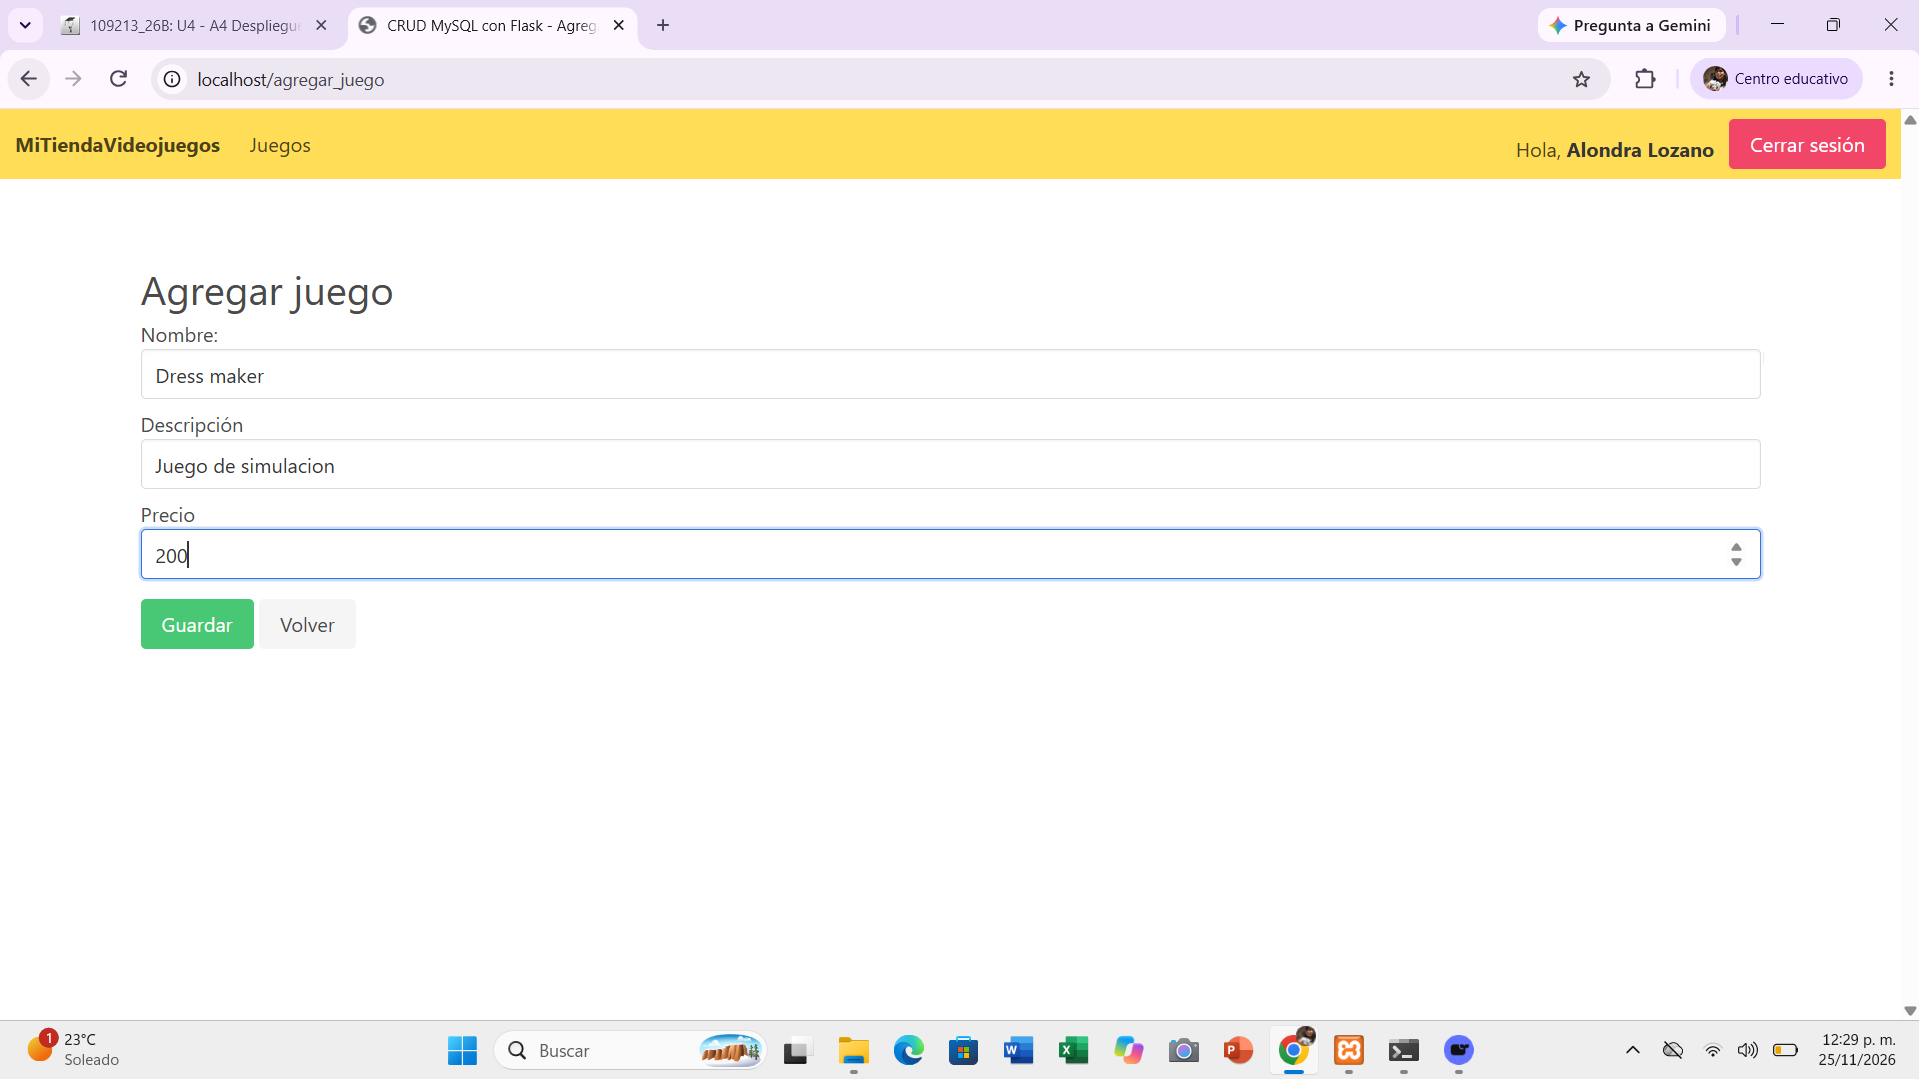 109213_26B: U4 - A4 Despliegue
CRUD MySQL con Flask - Agreg
Pregunta a Gemini
localhost/agregar_juego
Centro educativo
MiTiendaVideojuegos
Juegos
Hola, Alondra Lozano
Cerrar sesión
Agregar juego
Nombre:
Dress maker
Descripción
Juego de simulacion
Precio
200
Guardar
Volver
1
23°C
Soleado
Buscar
12:29 p. m.
25/11/2026